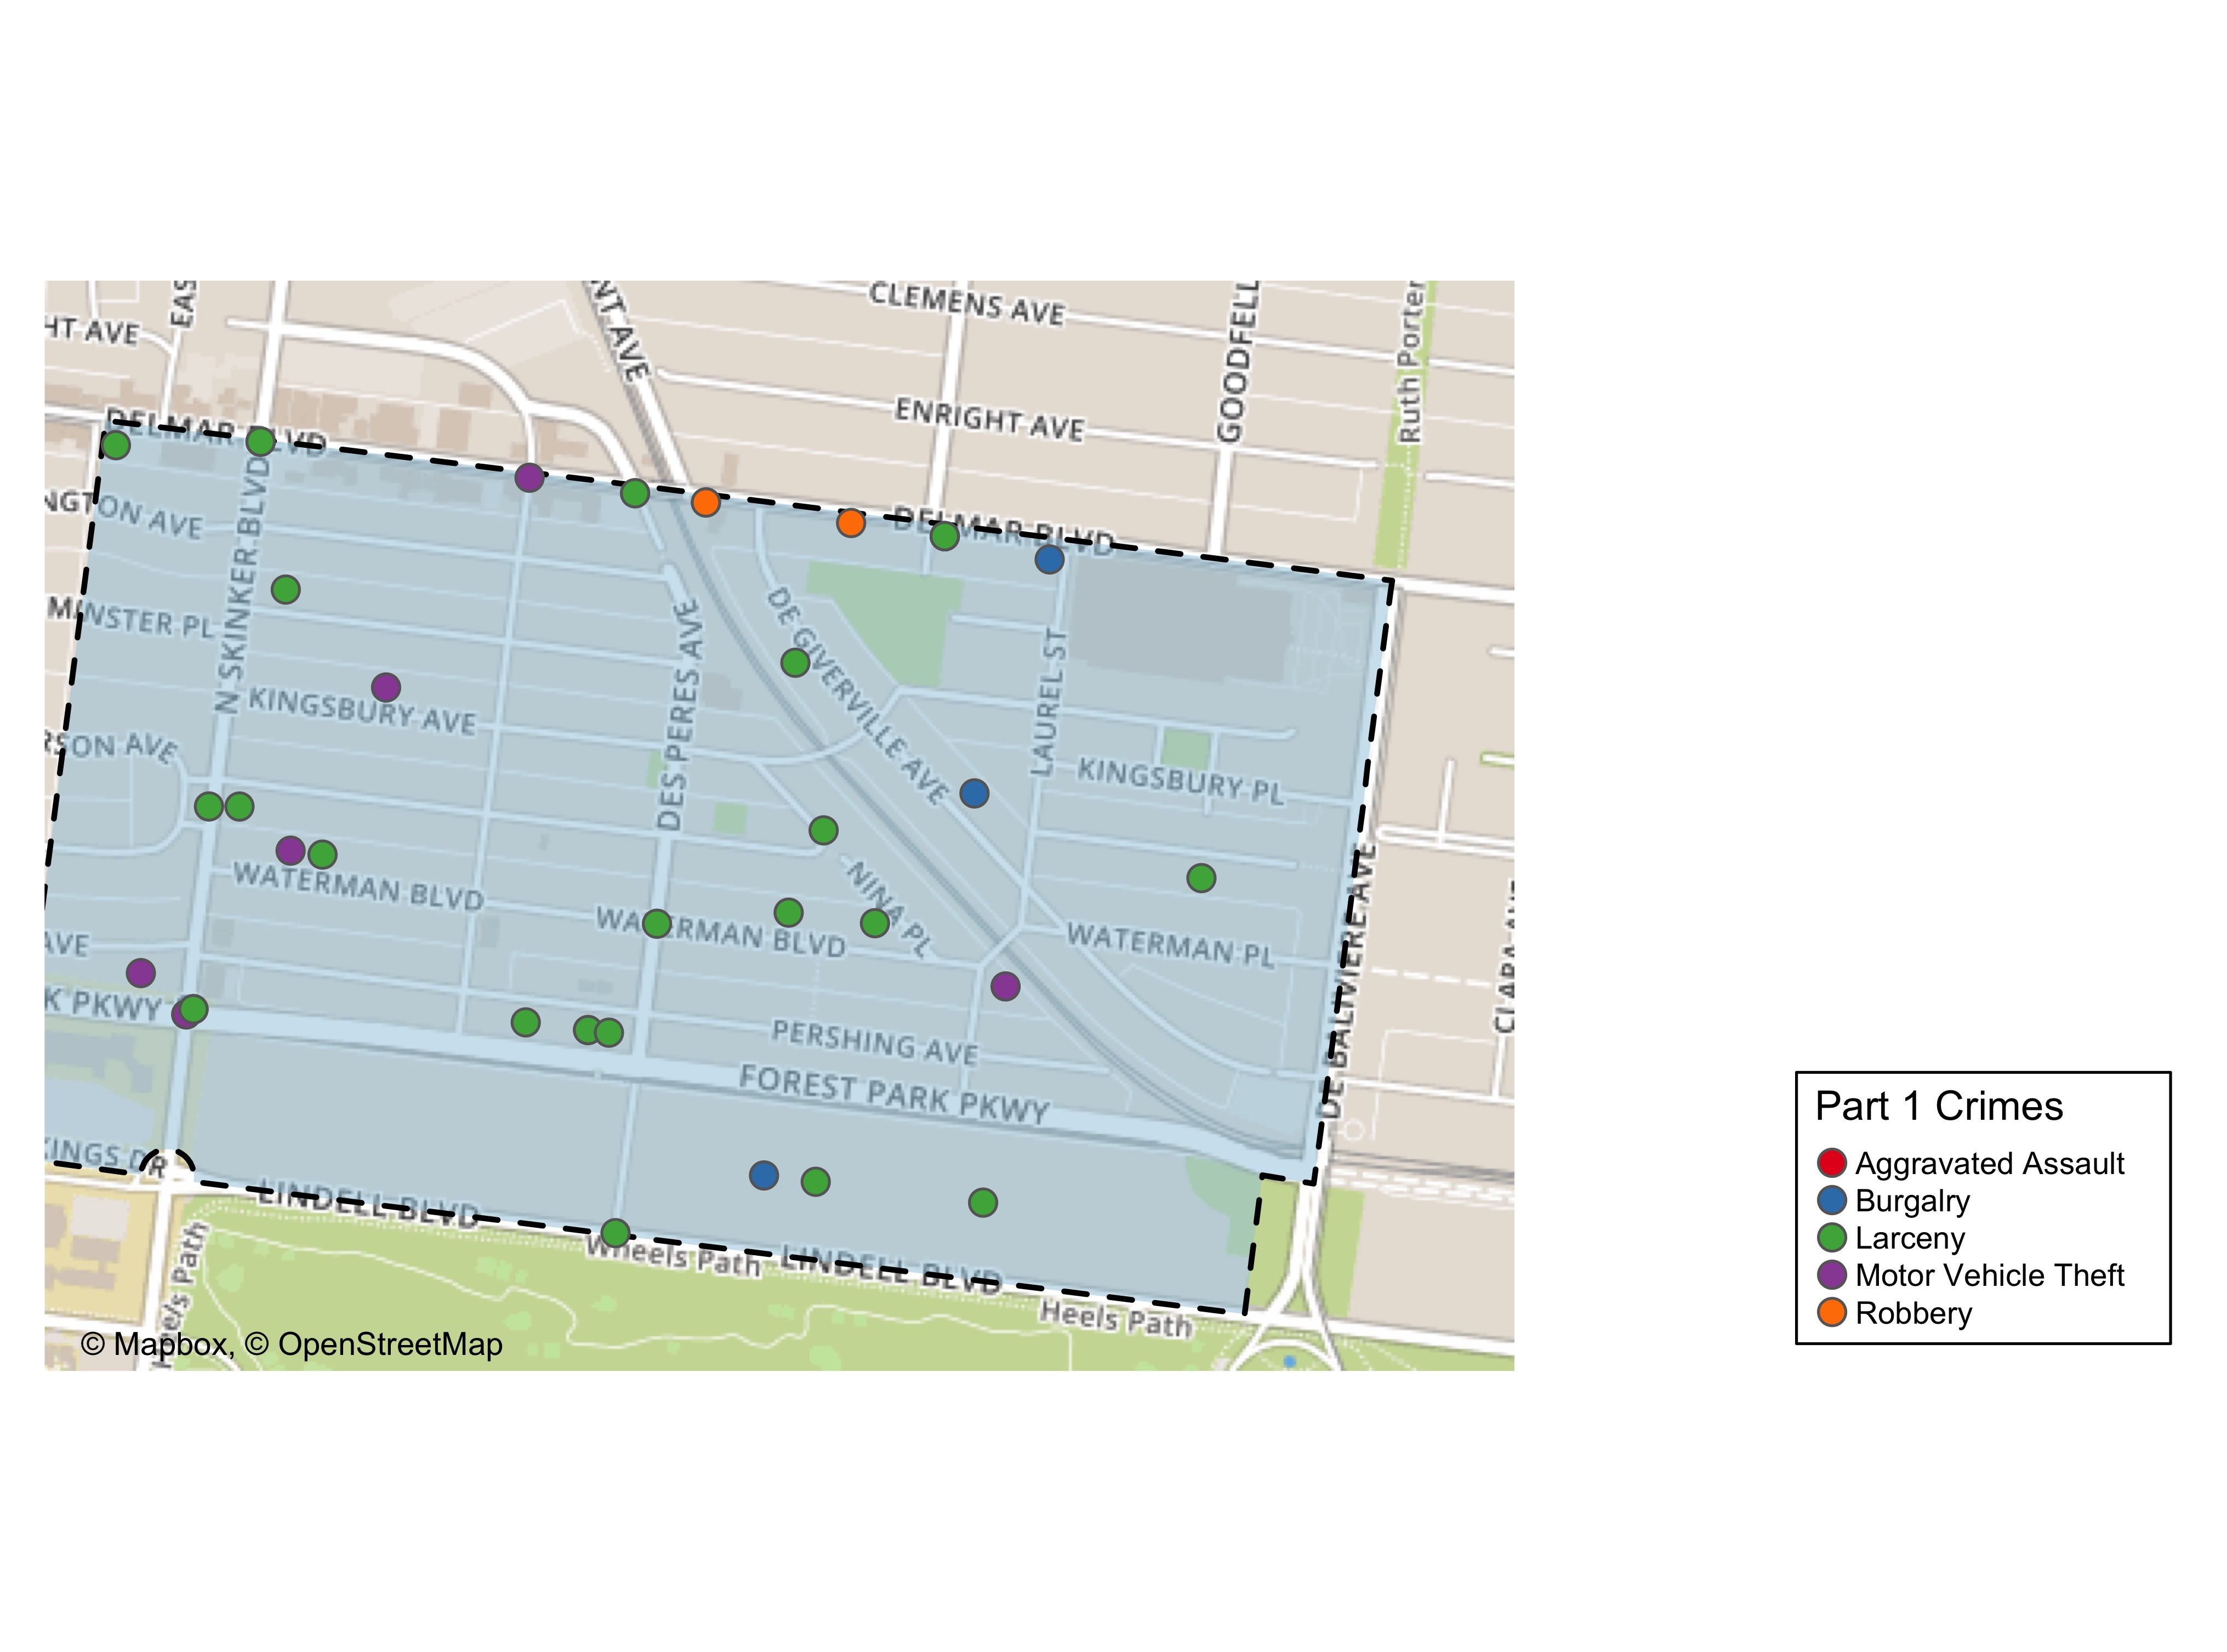 CLEMENS AVE
EAS
HT AVE
NT AVE
GOODFELL
Ruth Porter
ENRIGHT AVE
DELMAR BLVD
NGTON AVE
DELMAR BLVD
N SKINKER BLVD
MINSTER PL
DES PERES AVE
DE GIVERVILLE AVE
LAUREL ST
KINGSBURY AVE
RSON AVE
KINGSBURY PL
WATERMAN BLVD
NINA PL
WATERMAN BLVD
WATERMAN PL
AVE
DE BALIVIERE AVE
CLARA AVE
K PKWY
PERSHING AVE
FOREST PARK PKWY
KINGS DR
LINDELL BLVD
Wheels Path
LINDELL BLVD
Heels Path
Heels Path
© Mapbox, © OpenStreetMap
Part 1 Crimes
Aggravated Assault
Burgalry
Larceny
Motor Vehicle Theft
Robbery